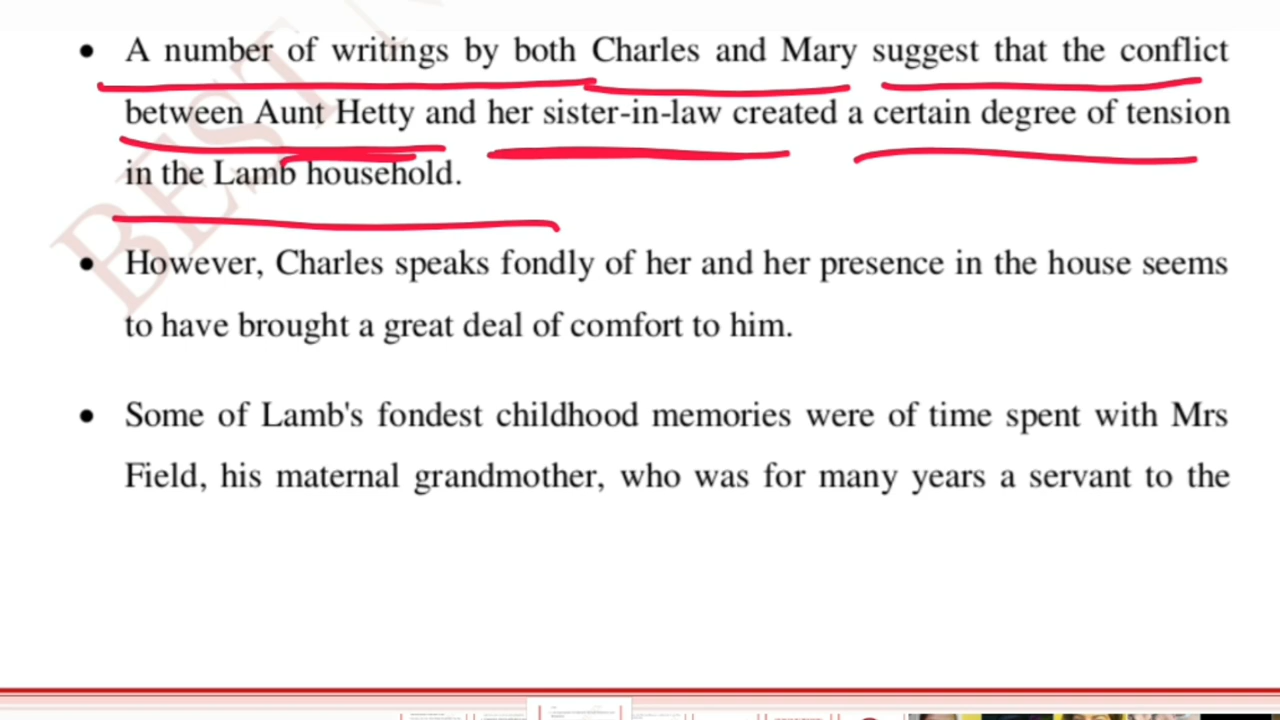 • A number of writings by both Charles and Mary suggest that the conflict
between Aunt Hetty and her sister-in-law created a certain degree of tension
in the Lamb household.
• However, Charles speaks fondly of her and her presence in the house seems
to have brought a great deal of comfort to him.
• Some of Lamb's fondest childhood memories were of time spent with Mrs
Field, his maternal grandmother, who was for many years a servant to the